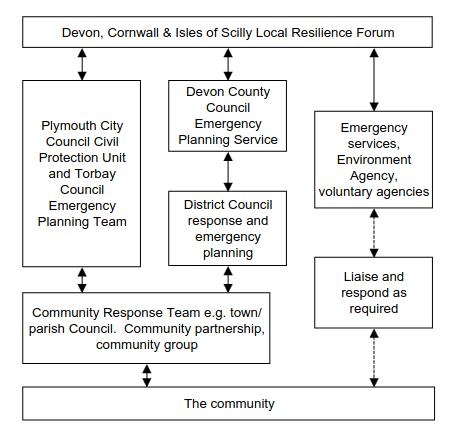 Devon, Cornwall & Isles of Scilly Local Resilience Forum
Plymouth City
Council Civil
Protection Unit
and Torbay
Council
Emergency
Planning Team
Devon County
Council
Emergency
Planning Service
Emergency
services,
Environment
Agency,
voluntary agencies
District Council
response and
emergency
planning
Liaise and
respond as
required
Community Response Team e.g. town/
parish Council.  Community partnership,
community group
The community